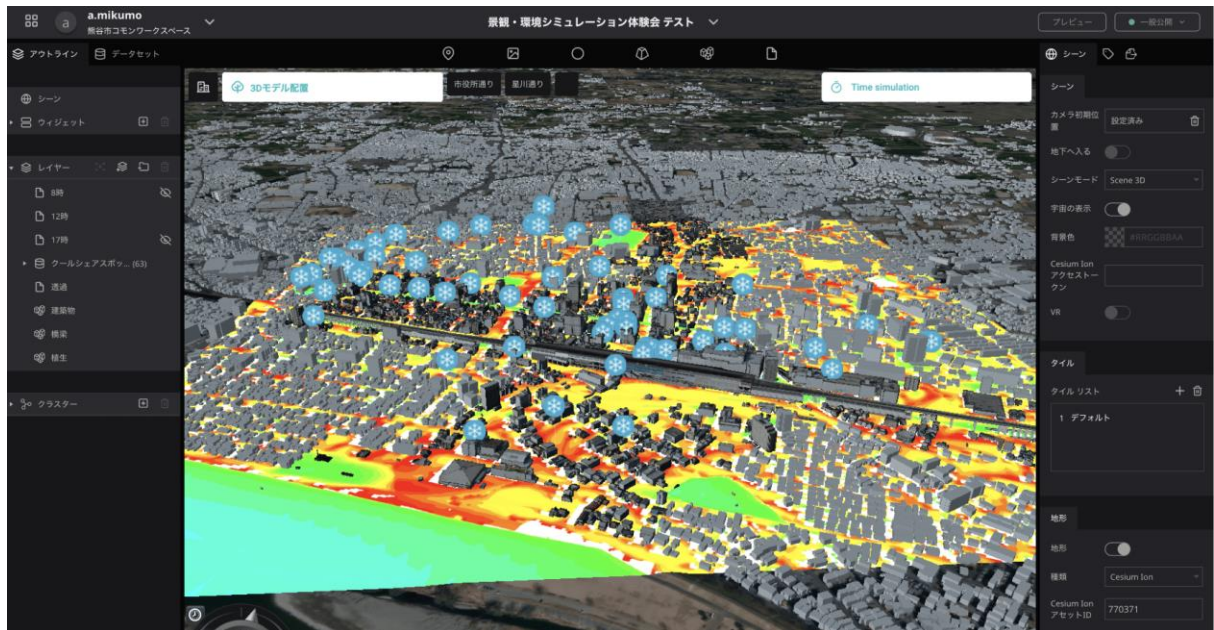 a
a.mikumo
熊谷市コモンワークスペース
景観・環境シミュレーション体験会 テスト
プレビュー
一般公開
アウトライン
データセット
シーン
ウィジェット
レイヤー
8時
12時
17時
クールシェアスポッ... (63)
透過
建築物
橋梁
植生
クラスター
3Dモデル配置
市役所通り
星川通り
Time simulation
シーン
シーン
カメラ初期位
置
設定済み
地下へ入る
シーンモード
Scene 3D
宇宙の表示
背景色
#RRGGBBAA
Cesium Ion
アクセストー
クン
VR
タイル
タイル リスト
1 デフォルト
地形
地形
種類
Cesium Ion
Cesium Ion
アセットID
770371